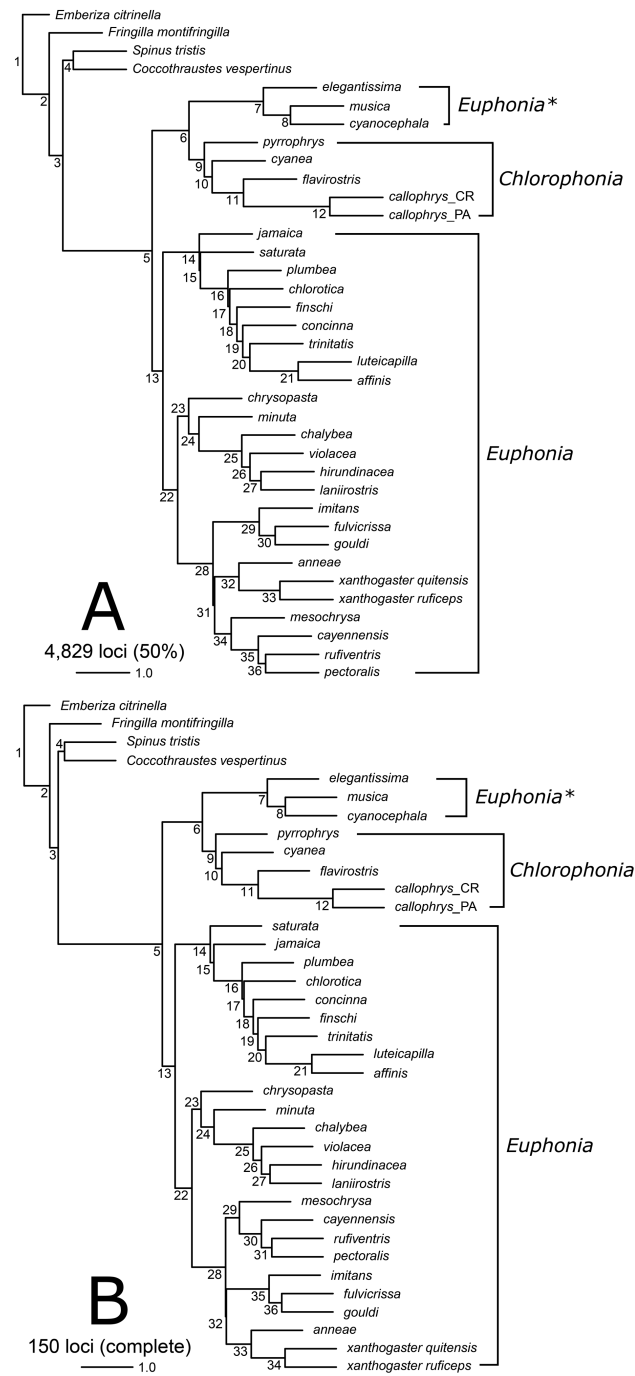 Emberiza citrinella
Fringilla montifringilla
1
Spinus tristis
4
Coccothraustes vespertinus
2
elegantissima
7
musica
Euphonia*
8
cyanocephala
6
pyrrophrys
3
9
cyanea
10
flavirostris
Chlorophonia
11
callophrys_CR
12
callophrys_PA
jamaica
5
14
saturata
15
plumbea
16
chlorotica
17
finschi
18
concinna
19
trinitatis
20
luteicapilla
13
21
affinis
23
chrysopasta
24
minuta
chalybea
25
violacea
Euphonia
26
hirundinacea
27
laniirostris
22
imitans
29
fulvicrissa
30
gouldi
28
anneae
32
xanthogaster quitensis
33
xanthogaster ruficeps
31
mesochrysa
34
cayennensis
35
rufiventris
36
pectoralis
A
4,829 loci (50%)
1.0
Emberiza citrinella
Fringilla montifringilla
1
4
Spinus tristis
Coccothraustes vespertinus
2
elegantissima
7
musica
Euphonia*
8
cyanocephala
6
pyrrophrys
3
9
cyanea
10
flavirostris
Chlorophonia
11
callophrys_CR
12
callophrys_PA
saturata
5
14
jamaica
15
plumbea
16
chlorotica
17
concinna
18
finschi
19
trinitatis
20
luteicapilla
13
21
affinis
23
chrysopasta
24
minuta
chalybea
25
violacea
Euphonia
26
hirundinacea
27
laniirostris
22
mesochrysa
29
cayennensis
30
rufiventris
31
pectoralis
28
imitans
35
fulvicrissa
36
gouldi
32
anneae
33
xanthogaster quitensis
34
xanthogaster ruficeps
B
150 loci (complete)
1.0